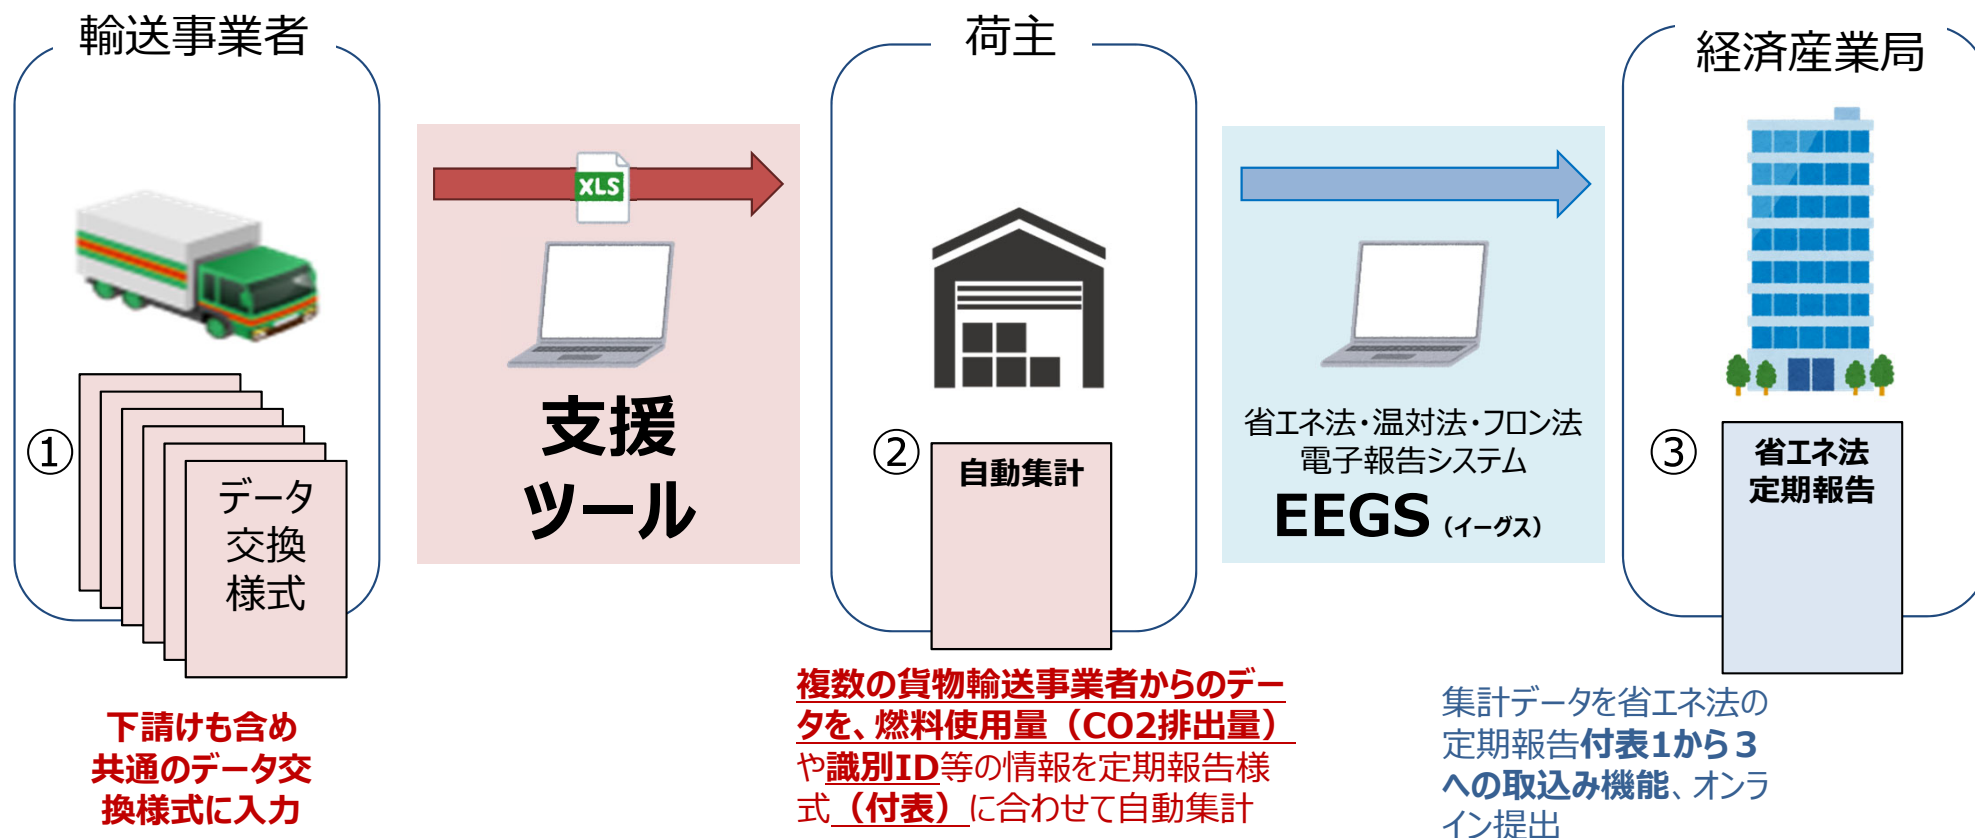 輸送事業者
荷主
経済産業局
XLS
支援
ツール
省エネ法・温対法・フロン法
電子報告システム
EEGS（イーグス）
①
データ
交換
様式
②
自動集計
③
省エネ法
定期報告
下請けも含め
共通のデータ交
換様式に入力
複数の貨物輸送事業者からのデー
タを、燃料使用量（CO2排出量）
や識別ID等の情報を定期報告様
式（付表）に合わせて自動集計
集計データを省エネ法の
定期報告付表1から３
への取込み機能、オンラ
イン提出